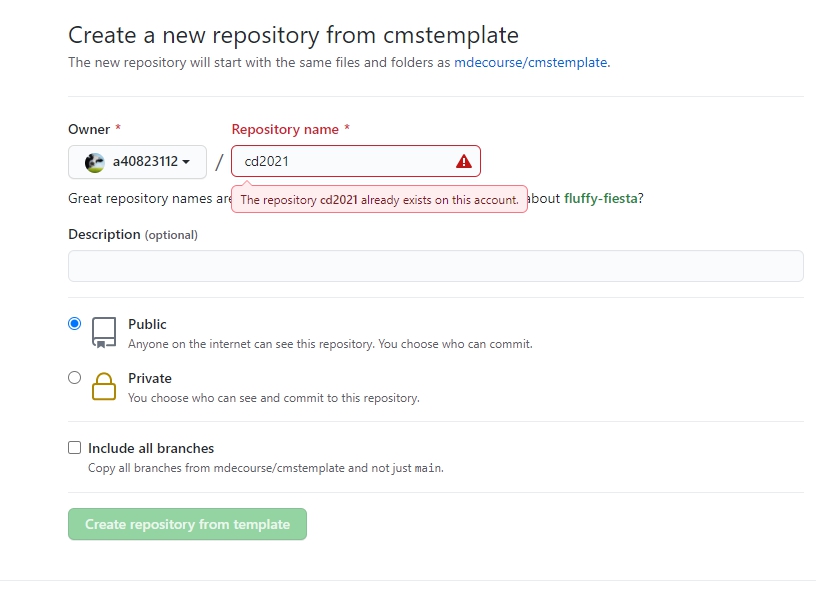 Create a new repository from cmstemplate
The new repository will start with the same files and folders as mdecourse/cmstemplate.
Owner * Repository name *
a40823112 / cd2021
The repository cd2021 already exists on this account.
Great repository names are about fluffy-fiesta?
Description (optional)
Public
Anyone on the internet can see this repository. You choose who can commit.
Private
You choose who can see and commit to this repository.
Include all branches
Copy all branches from mdecourse/cmstemplate and not just main.
Create repository from template